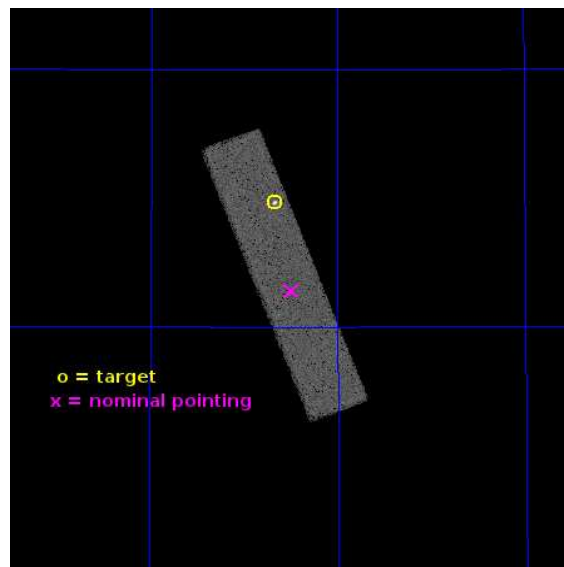 o = target
x = nominal pointing